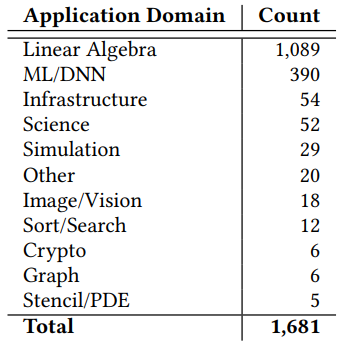 Application Domain Count
Linear Algebra 1,089
ML/DNN 390
Infrastructure 54
Science 52
Simulation 29
Other 20
Image/Vision 18
Sort/Search 12
Crypto 6
Graph 6
Stencil/PDE 5
Total 1,681